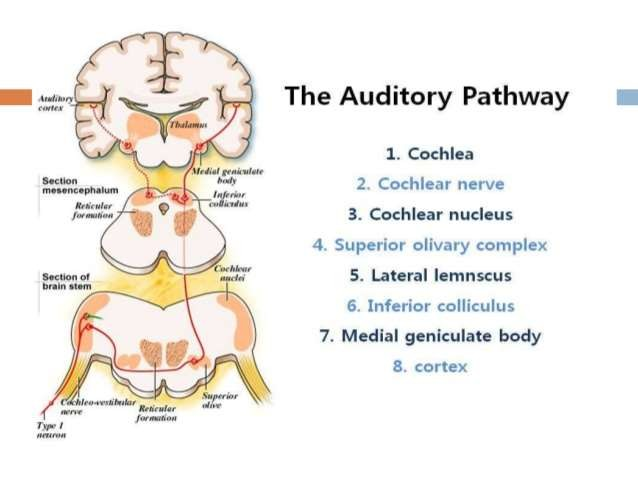 The Auditory Pathway
1. Cochlea
2. Cochlear nerve
3. Cochlear nucleus
4. Superior olivary complex
5. Lateral lemnscus
6. Inferior colliculus
7. Medial geniculate body
8. cortex
Auditory
cortex
Thalamus
Medial geniculate
body
Section
mesencephalum
Inferior
colliculus
Reticular
formation
Cochlear
nuclei
Section of
brain stem
Superior
olive
Cochleo-vestibular
nerve
Reticular
formation
Type I
neuron